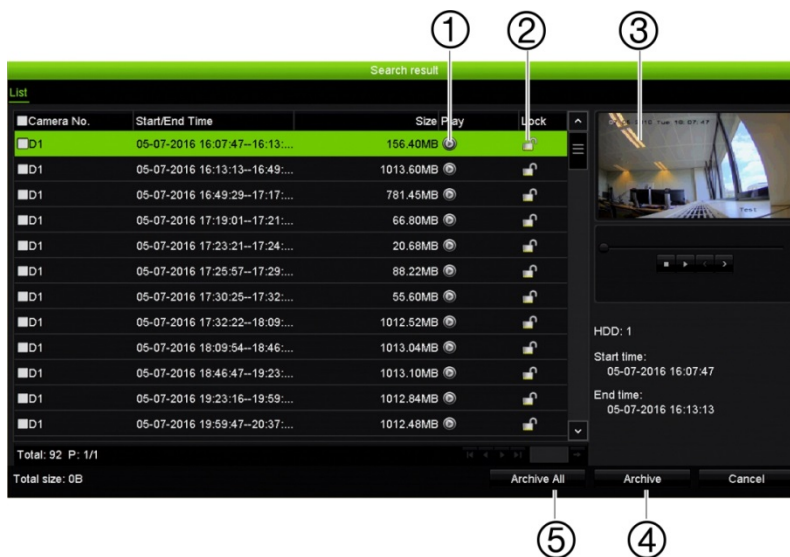 ① ② ③
Search result
List
Camera No. Start/End Time Size Play Lock
D1 05-07-2016 16:07:47--16:13:... 156.40MB
D1 05-07-2016 16:13:13--16:49:... 1013.60MB
D1 05-07-2016 16:49:29--17:17:... 781.45MB
D1 05-07-2016 17:19:01--17:21:... 66.80MB
D1 05-07-2016 17:23:21--17:24:... 20.68MB
D1 05-07-2016 17:25:57--17:29:... 88.22MB
D1 05-07-2016 17:30:25--17:32:... 55.60MB
D1 05-07-2016 17:32:22--18:09:... 1012.52MB
D1 05-07-2016 18:09:54--18:46:... 1013.04MB
D1 05-07-2016 18:46:47--19:23:... 1013.10MB
D1 05-07-2016 19:23:16--19:59:... 1012.84MB
D1 05-07-2016 19:59:47--20:37:... 1012.48MB
Total: 92 P: 1/1
Total size: 0B
Tue 16:07:47
Test
HDD: 1
Start time:
05-07-2016 16:07:47
End time:
05-07-2016 16:13:13
Archive All Archive Cancel
⑤ ④